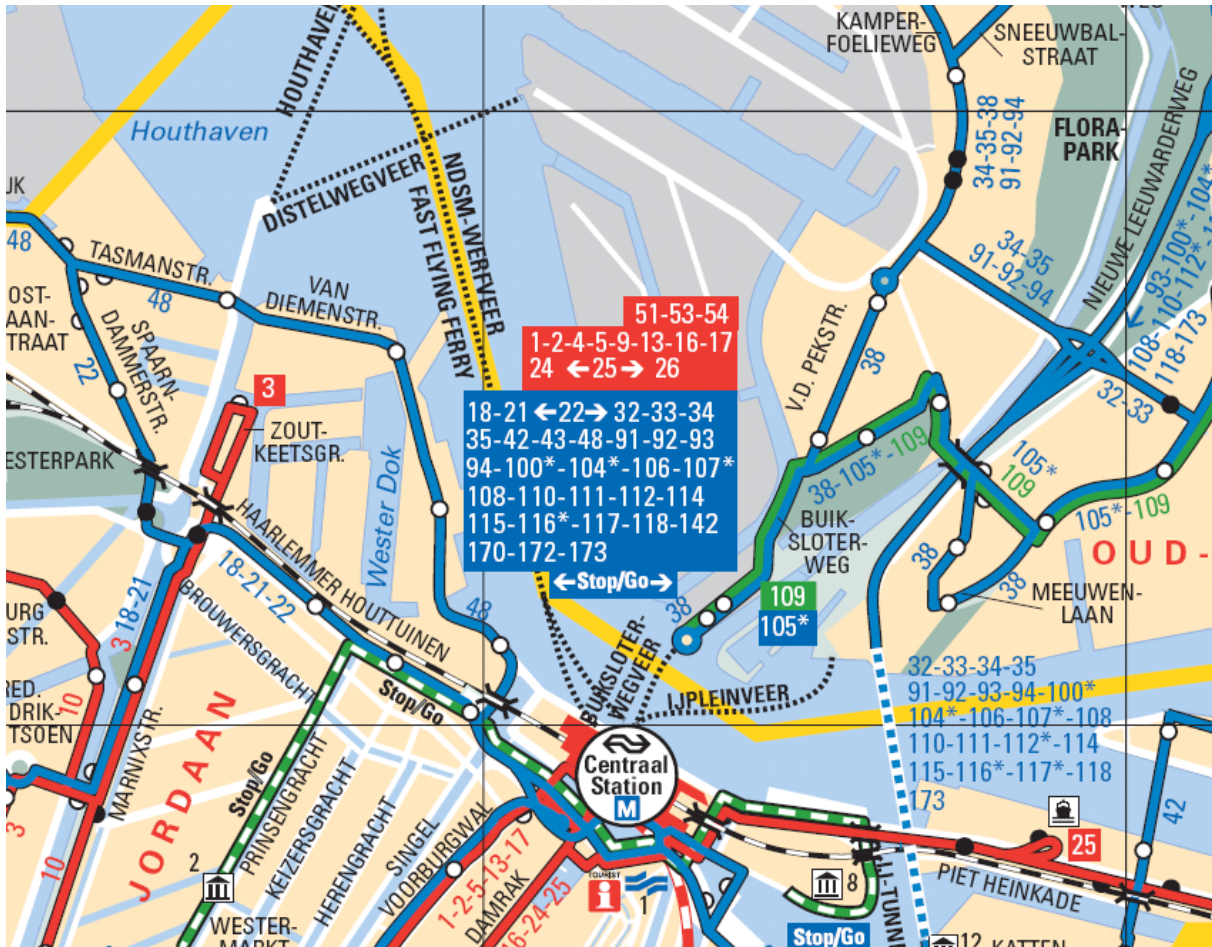 HOUTHAVEN
KAMPER-
FOELIEWEG
SNEEUWBAL-
STRAAT
Houthaven
DISTELWEGVEER
NDSM-WERFVEER
FAST FLYING FERRY
34-35-38
91-92-94
FLORA-
PARK
NIEUWE LEEUWARDERWEG
48
TASMANSTR.
48
VAN
DIEMENSTR.
34-35
91-92-94
93-100*
108-110-112*
118-173
OST-
AAN-
TRAAT
SPAARN-
DAMMERSTR.
22
51-53-54
1-2-4-5-9-13-16-17
24 ←25→ 26
V.D. PEKSTR.
38
32-33
3
ZOUT-
KEETSGR.
18-21 ←22→ 32-33-34
35-42-43-48-91-92-93
94-100*-104*-106-107*
108-110-111-112-114
115-116*-117-118-142
170-172-173
←Stop/Go→
ESTERPARK
Wester Dok
38-105*-109
105*
109
105*-109
HAARLEMMER HOUTTUINEN
18-21-22
BUIK-
SLOTER-
WEG
OUD-
38
38
MEEUWEN-
LAAN
38
109
105*
48
URG
STR.
18-21
3
BROUWERSGRACHT
Stop/Go
BUIKSLOTER-
WEGVEER
IJPLEINVEER
32-33-34-35
91-92-93-94-100*
104*-106-107*-108
110-111-112*-114
115-116*-117*-118
173
RED.
DRIK-
TSOEN
10
MARNIXSTR.
JORDAAN
Stop/Go
PRINSENGRACHT
KEIZERSGRACHT
HERENGRACHT
SINGEL
VOORBURGWAL
Centraal
Station
M
42
3
10
2
1-2-5-13-17
DAMRAK
16-24-25
TOURIST
i
1
8
IJ-TUNNEL
25
PIET HEINKADE
WESTER-
MARKT
Stop/Go
12
KATTEN